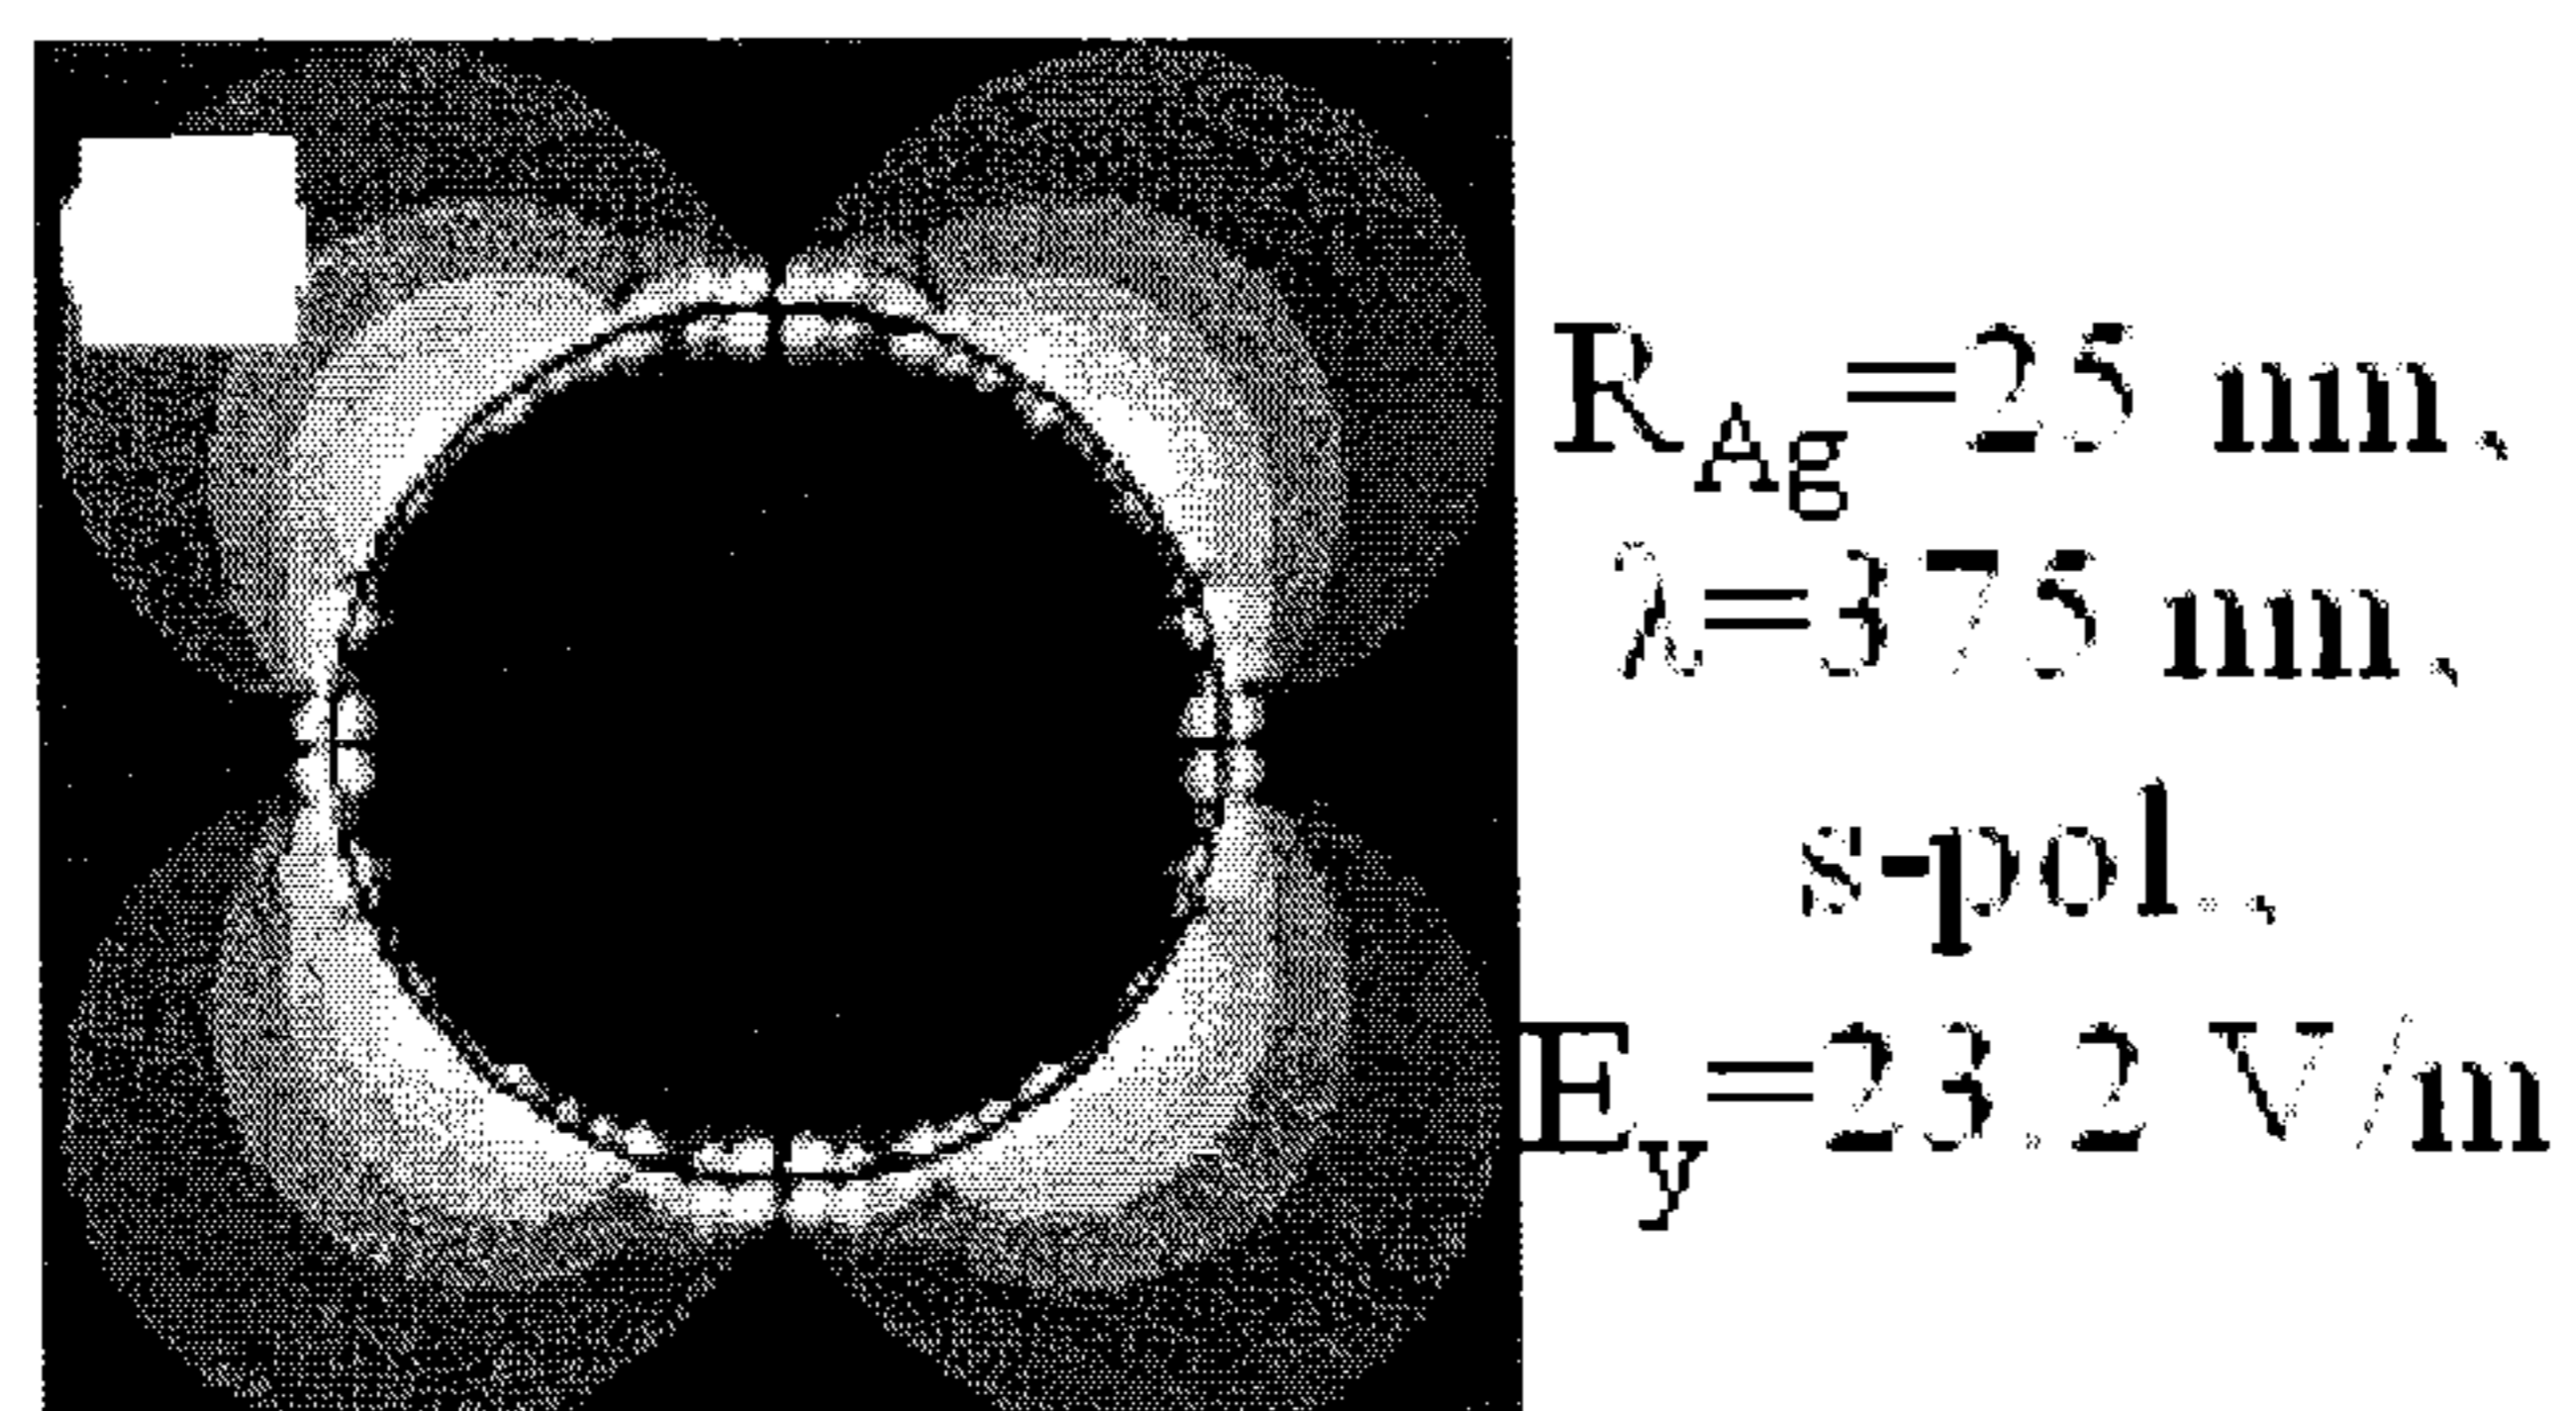 R_Ag=25 nm,
λ=375 nm,
s-pol.,
E_y=23.2 V/m